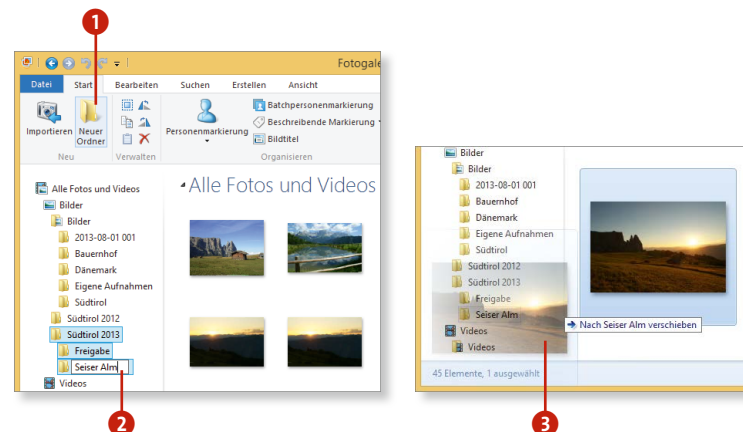 1
Fotogale
Datei Start Bearbeiten Suchen Erstellen Ansicht
Importieren
Neuer
Ordner
Personenmarkierung
Batchpersonenmarkierung
Beschreibende Markierung
Bildtitel
Neu Verwalten Organisieren
Alle Fotos und Videos
Bilder
Bilder
2013-08-01 001
Bauernhof
Dänemark
Eigene Aufnahmen
Südtirol
Südtirol 2012
Südtirol 2013
Freigabe
Seiser Alm
Videos
Alle Fotos und Videos
2
Bilder
Bilder
2013-08-01 001
Bauernhof
Dänemark
Eigene Aufnahmen
Südtirol
Südtirol 2012
Südtirol 2013
Freigabe
Seiser Alm
Videos
Videos
Nach Seiser Alm verschieben
45 Elemente, 1 ausgewählt
3